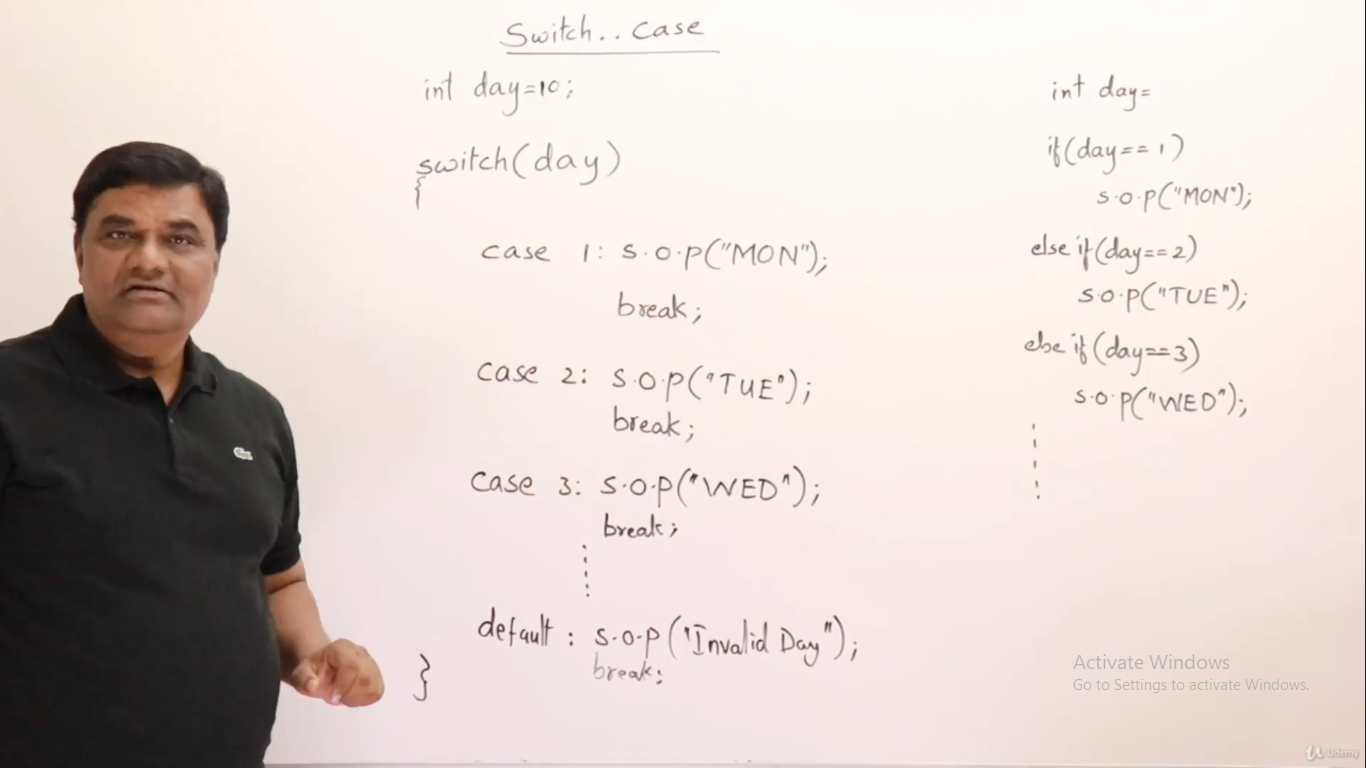 Switch.. Case
int day=10;
switch(day)
{
case 1: s.o.p("MON");
break;
case 2: s.o.p("TUE");
break;
case 3: s.o.p("WED");
break;
default: s.o.p("Invalid Day");
break;
}
int day=
if(day==1)
s.o.p("MON");
else if(day==2)
s.o.p("TUE");
else if(day==3)
s.o.p("WED");
Activate Windows
Go to Settings to activate Windows.
Udemy